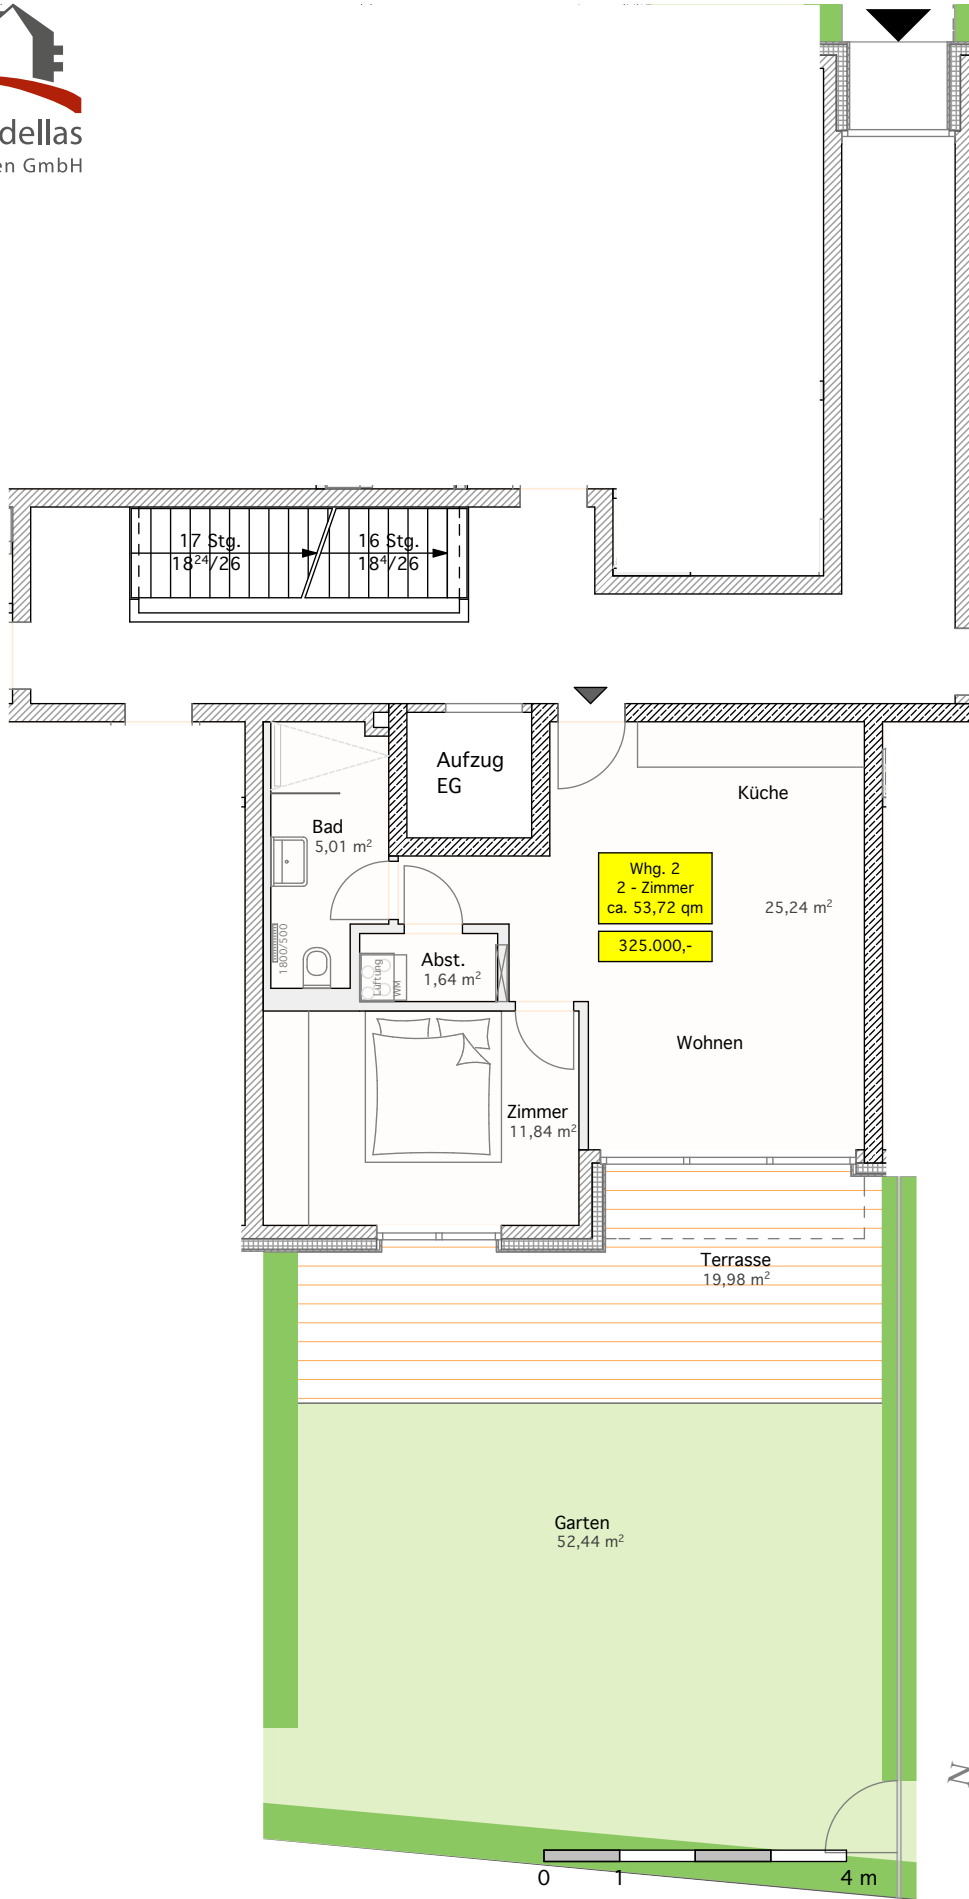 dellas
en GmbH
17 Stg.
18²⁴/26
16 Stg.
18⁴/26
Aufzug
EG
Küche
Bad
5,01 m²
Whg. 2
2 - Zimmer
ca. 53,72 qm
25,24 m²
325.000,-
1800/500
Abst.
1,64 m²
Lüftung
WM
Wohnen
Zimmer
11,84 m²
Terrasse
19,98 m²
Garten
52,44 m²
N
0 1 4 m